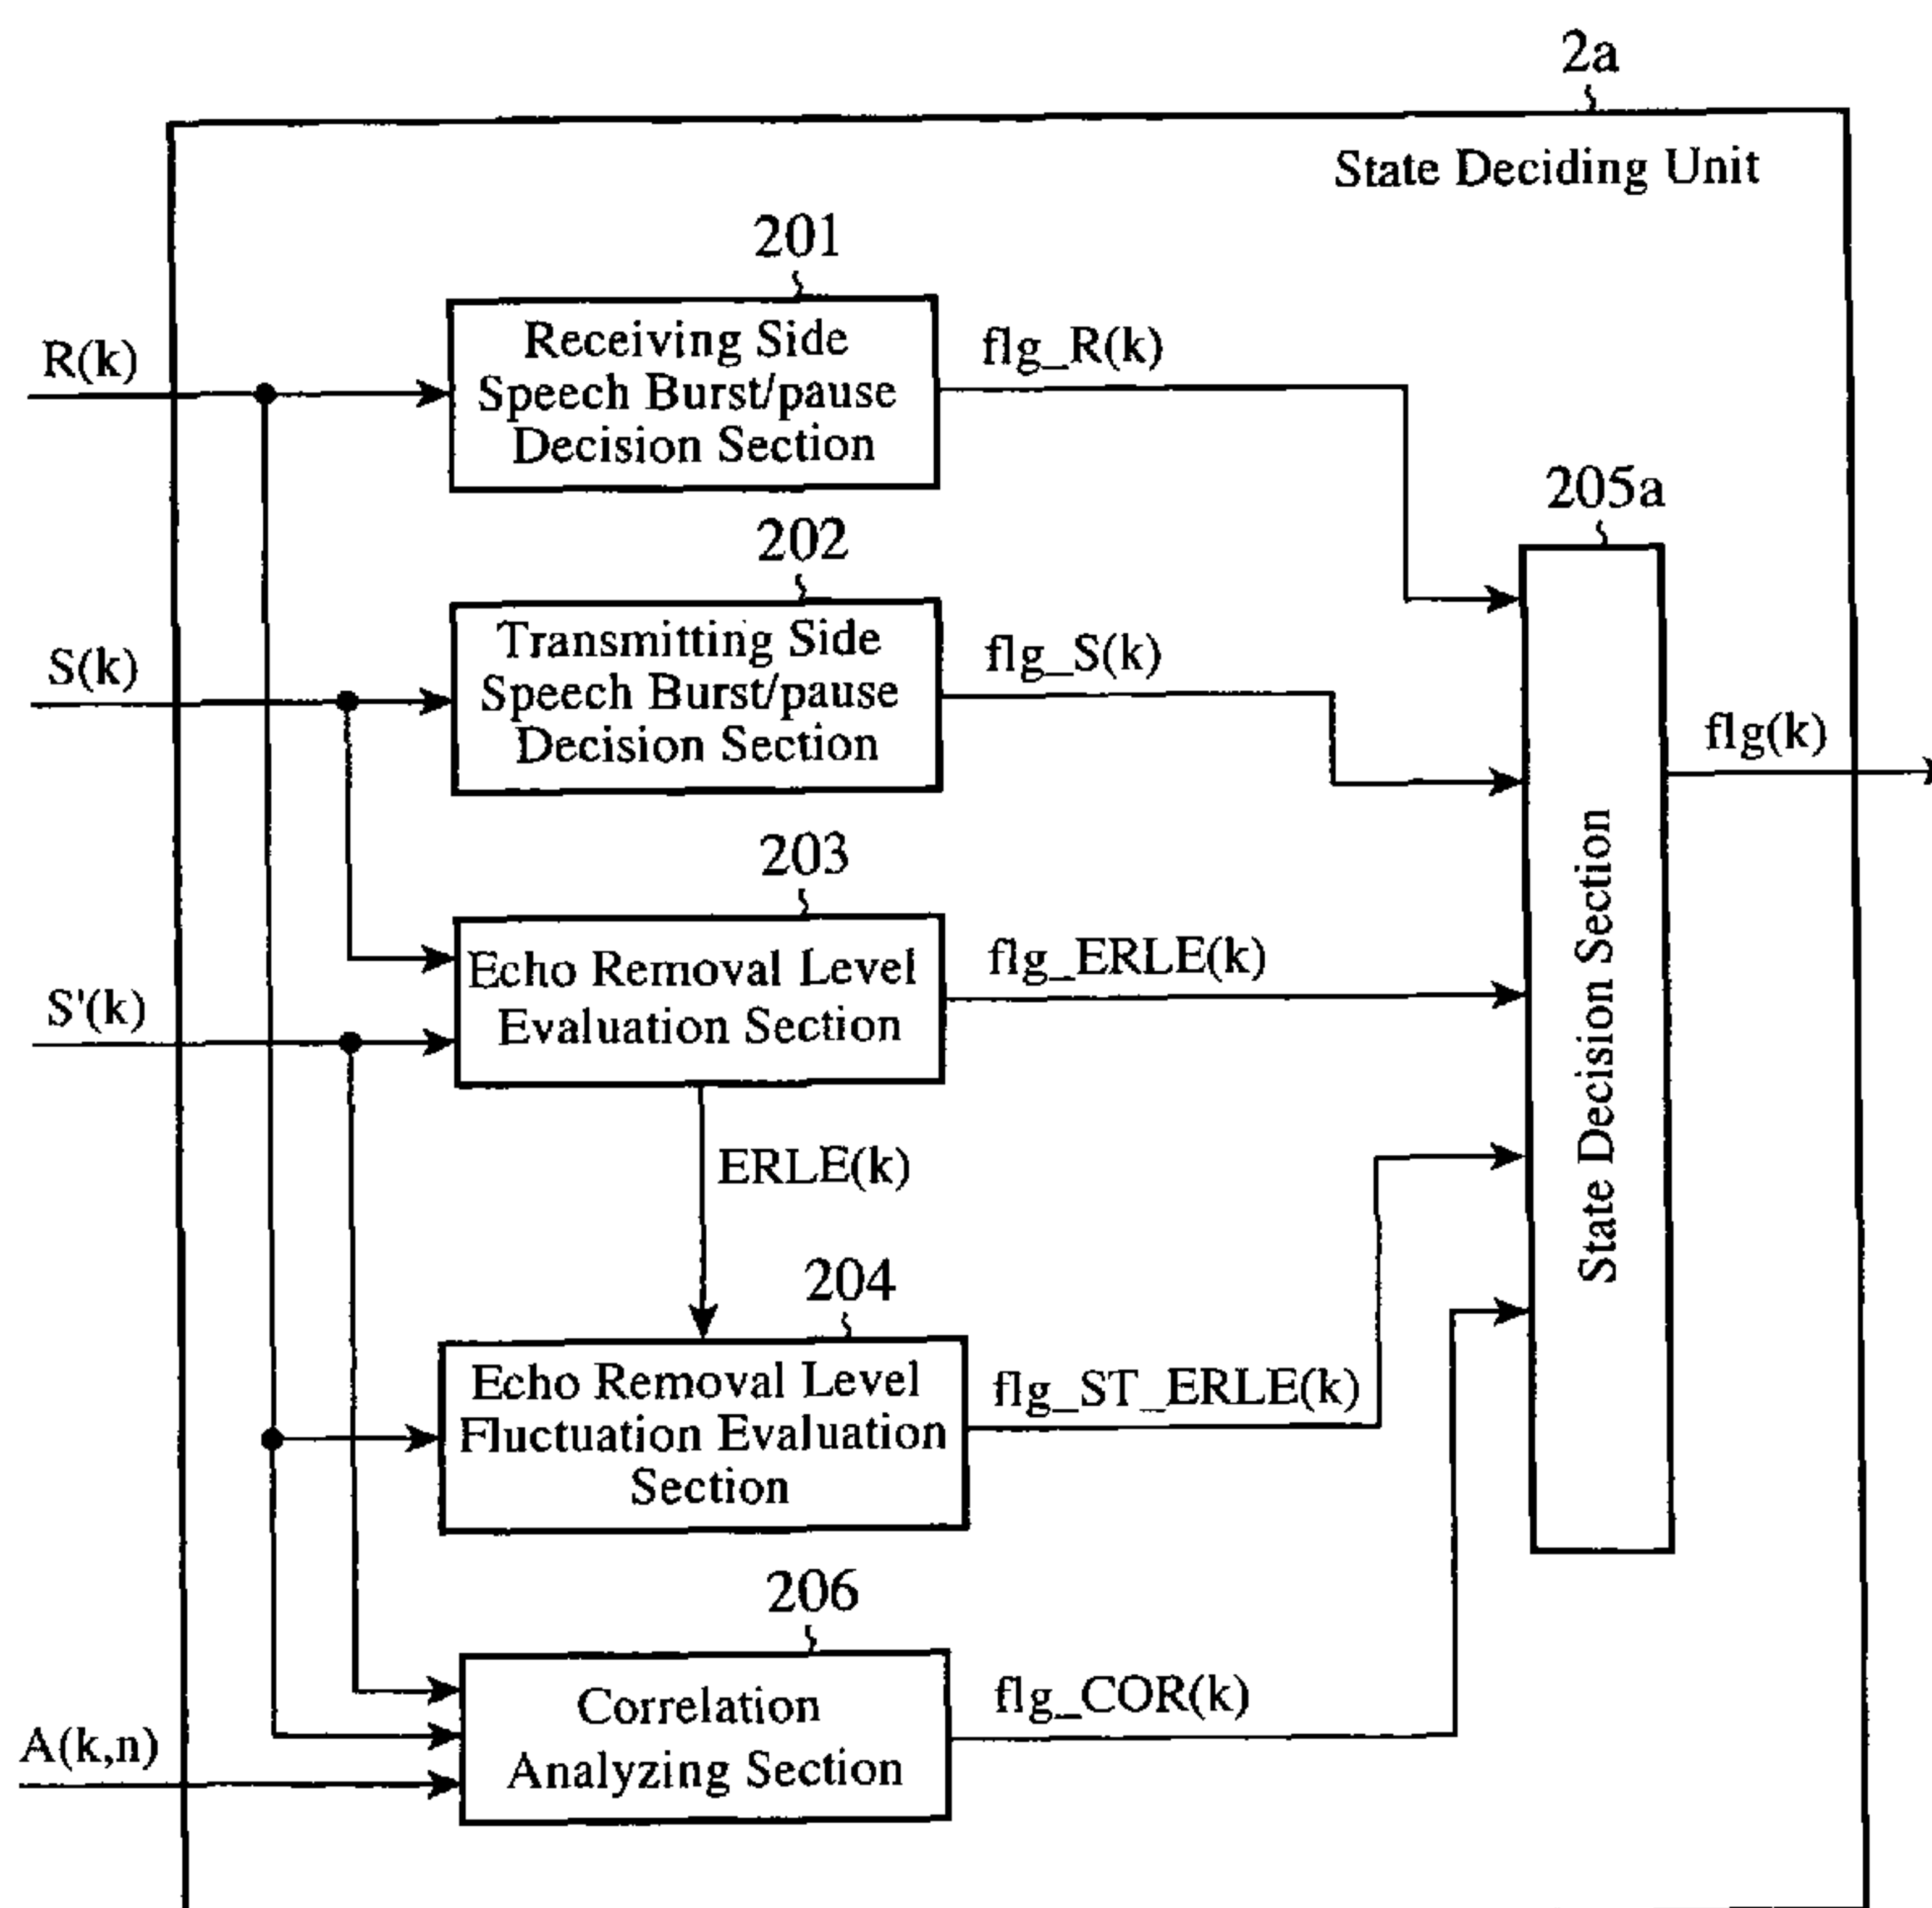 2a
State Deciding Unit
201
Receiving Side
Speech Burst/pause
Decision Section
R(k)
flg_R(k)
205a
202
Transmitting Side
Speech Burst/pause
Decision Section
S(k)
flg_S(k)
flg(k)
State Decision Section
203
Echo Removal Level
Evaluation Section
S'(k)
flg_ERLE(k)
ERLE(k)
204
Echo Removal Level
Fluctuation Evaluation
Section
flg_ST_ERLE(k)
206
Correlation
Analyzing Section
flg_COR(k)
A(k,n)